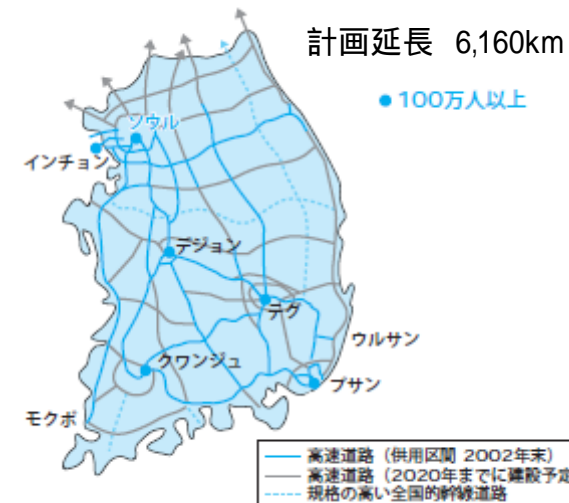 計画延長 6,160km
●100万人以上
ソウル
インチョン
デジョン
テグ
ウルサン
クワンジュ
プサン
モクポ
高速道路（供用区間 2002年末）
高速道路（2020年までに建設予定
規格の高い全国的幹線道路